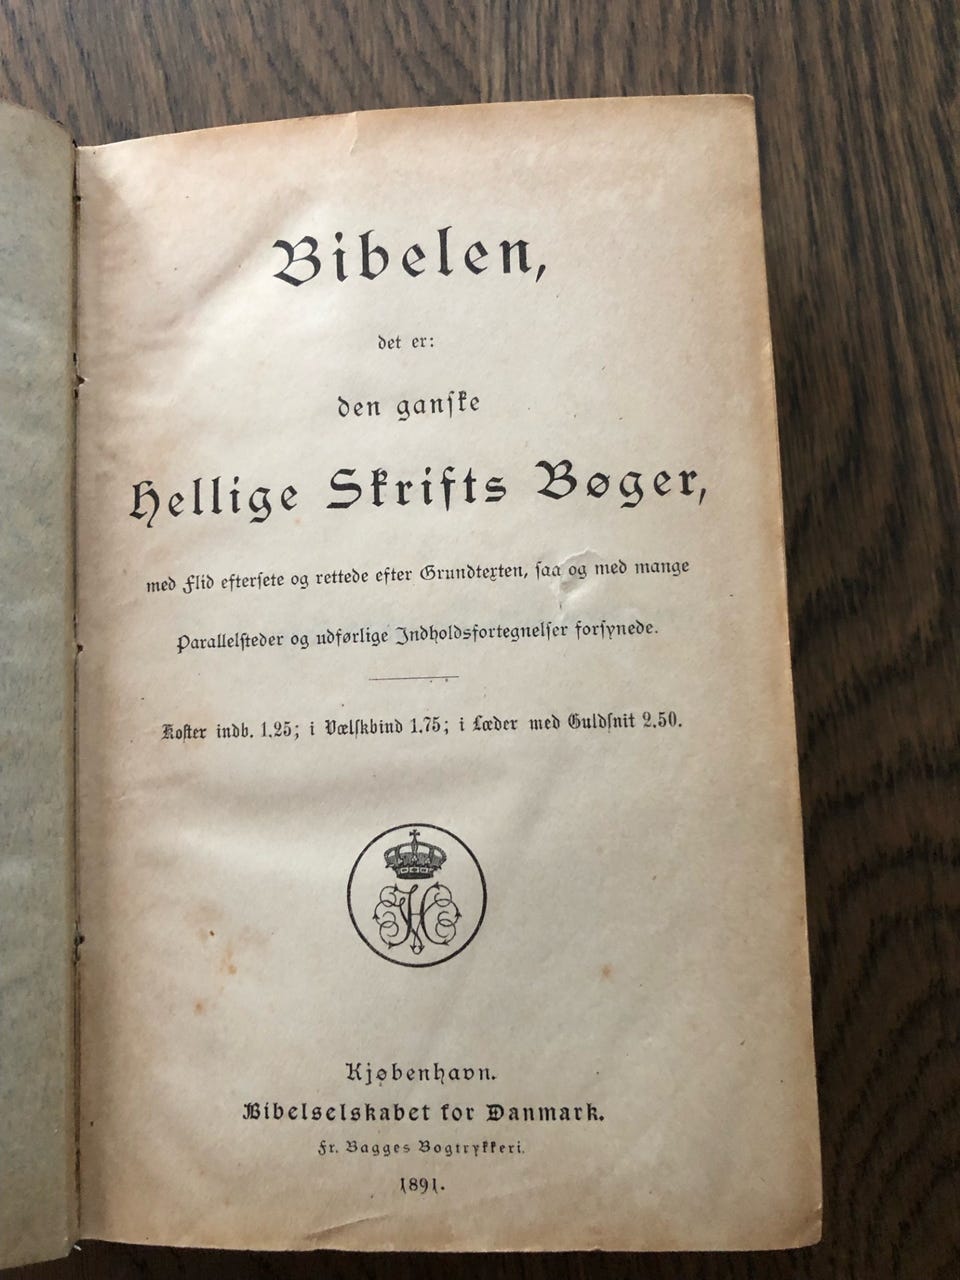 Bibelen,
det er:
den ganske
Hellige Skrifts Bøger,
med Flid eftersete og rettede efter Grundtexten, saa og med mange
Parallelsteder og udførlige Indholdsfortegnelser forsynede.
Koster indb. 1.25; i Vælskbind 1.75; i Læder med Guldsnit 2.50.
Kjøbenhavn.
Bibelselskabet for Danmark.
Fr. Bagges Bogtrykkeri.
1891.